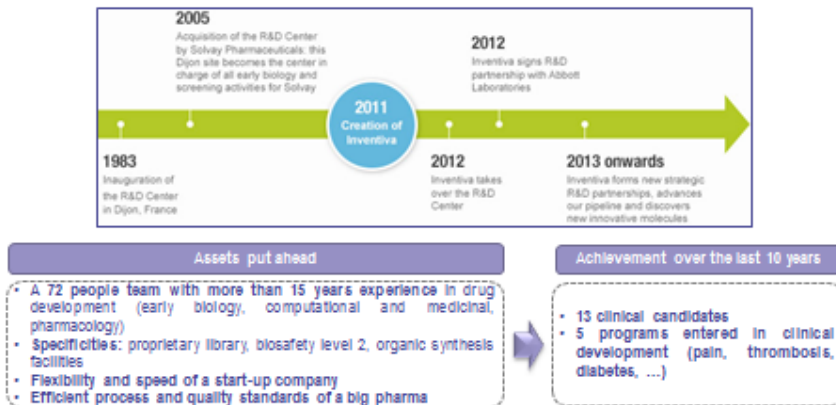 2005
Acquisition of the R&D Center
by Solvay Pharmaceuticals: this
Dijon site becomes the center in
charge of all early biology and
screening activities for Solvay
2012
Inventiva signs R&D
partnership with Abbott
Laboratories
2011
Creation of
Inventiva
1983
Inauguration of
the R&D Center
in Dijon, France
2012
Inventiva takes
over the R&D
Center
2013 onwards
Inventiva forms new strategic
R&D partnerships, advances
our pipeline and discovers
new innovative molecules
Assets put ahead
• A 72 people team with more than 15 years experience in drug
development (early biology, computational and medicinal,
pharmacology)
• Specificities: proprietary library, biosafety level 2, organic synthesis
facilities
• Flexibility and speed of a start-up company
• Efficient process and quality standards of a big pharma
Achievement over the last 10 years
• 13 clinical candidates
• 5 programs entered in clinical
development (pain, thrombosis,
diabetes, ...)